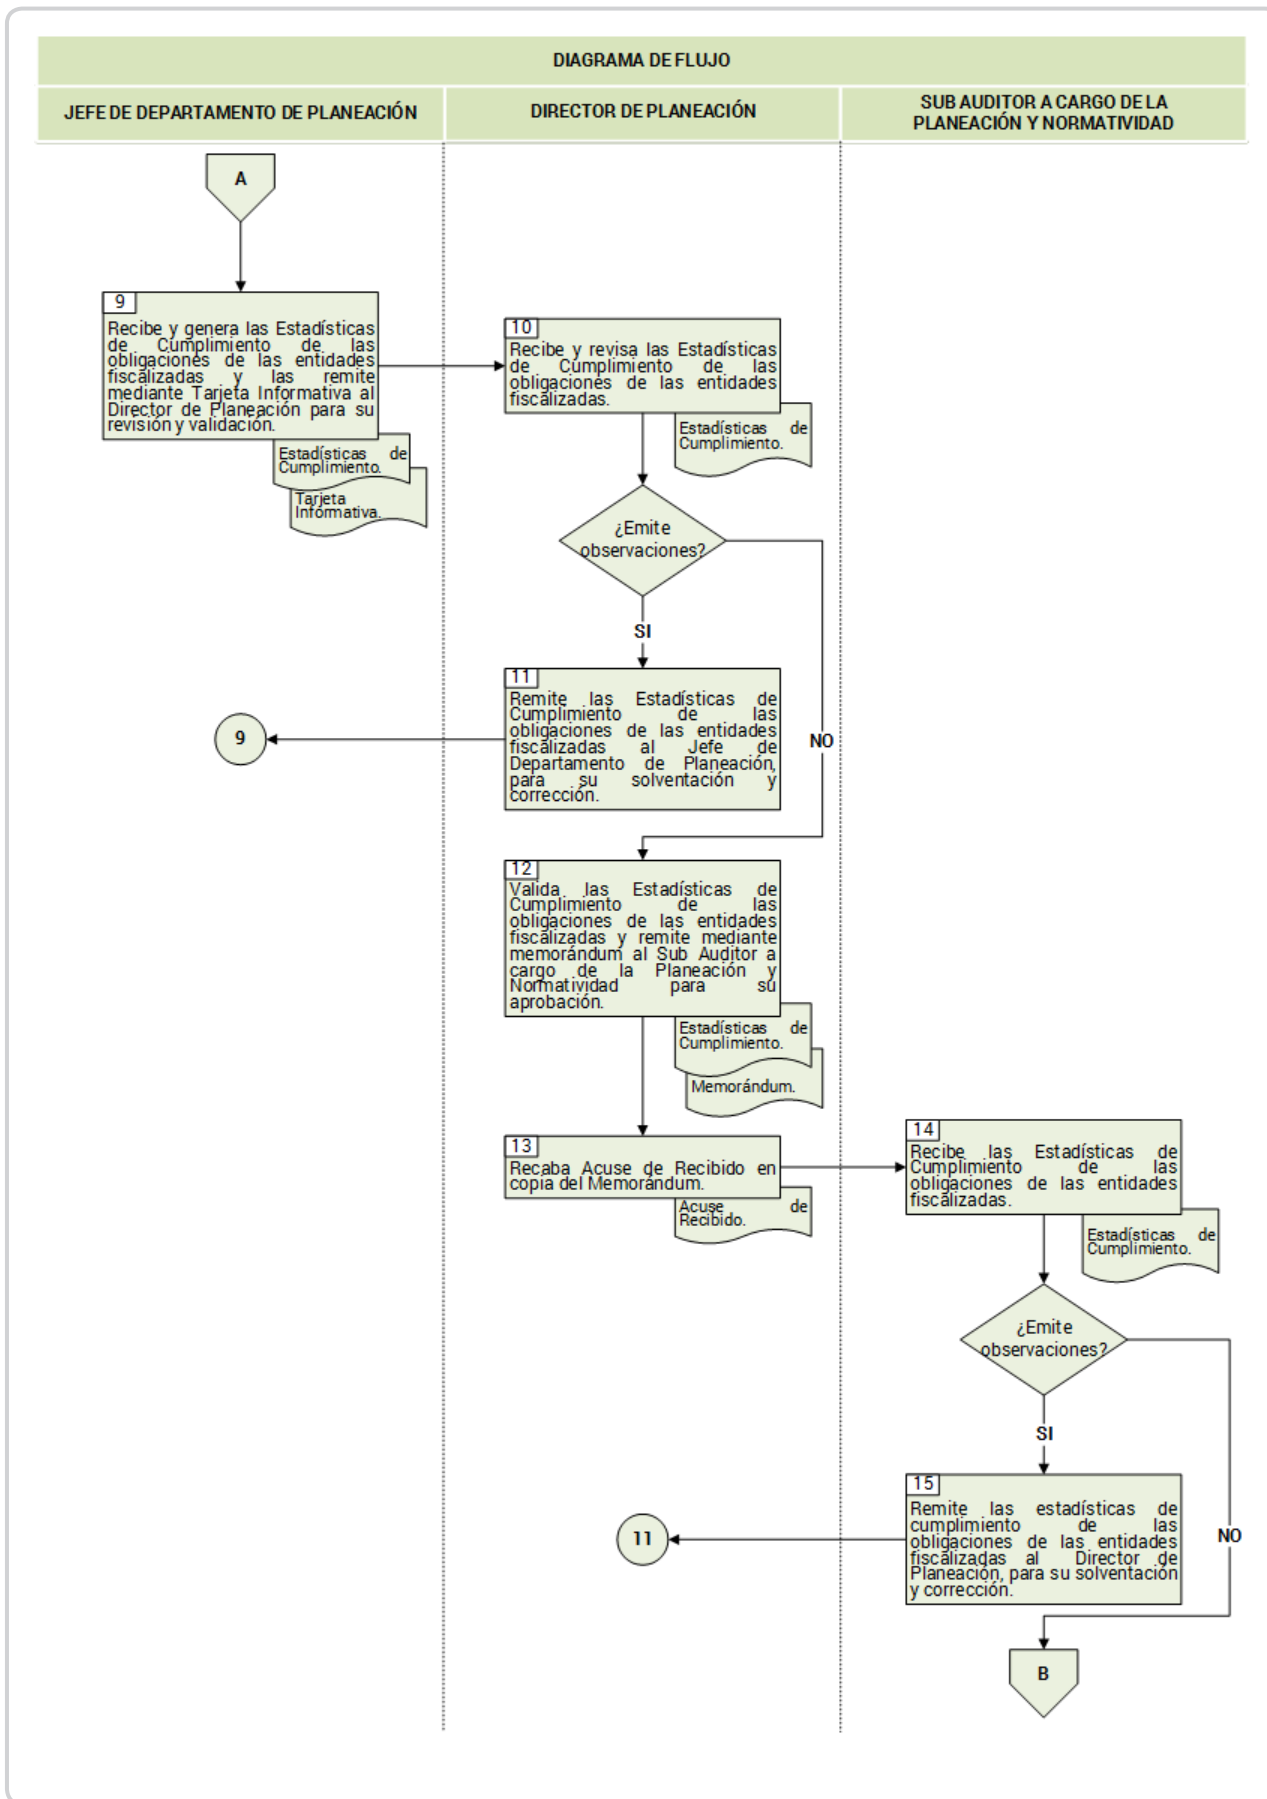 DIAGRAMA DE FLUJO
JEFE DE DEPARTAMENTO DE PLANEACIÓN
DIRECTOR DE PLANEACIÓN
SUB AUDITOR A CARGO DE LA
PLANEACIÓN Y NORMATIVIDAD
A
9
Recibe y genera las Estadísticas
de Cumplimiento de las
obligaciones de las entidades
fiscalizadas y las remite
mediante Tarjeta Informativa al
Director de Planeación para su
revisión y validación.
Estadísticas de
Cumplimiento.
Tarjeta
Informativa.
10
Recibe y revisa las Estadísticas
de Cumplimiento de las
obligaciones de las entidades
fiscalizadas.
Estadísticas de
Cumplimiento.
¿Emite
observaciones?
SI
NO
11
Remite las Estadísticas de
Cumplimiento de las
obligaciones de las entidades
fiscalizadas al Jefe de
Departamento de Planeación,
para su solventación y
corrección.
9
12
Valida las Estadísticas de
Cumplimiento de las
obligaciones de las entidades
fiscalizadas y remite mediante
memorándum al Sub Auditor a
cargo de la Planeación y
Normatividad para su
aprobación.
Estadísticas de
Cumplimiento.
Memorándum.
13
Recaba Acuse de Recibido en
copia del Memorándum.
Acuse de
Recibido.
14
Recibe las Estadísticas de
Cumplimiento de las
obligaciones de las entidades
fiscalizadas.
Estadísticas de
Cumplimiento.
¿Emite
observaciones?
SI
NO
15
Remite las estadísticas de
cumplimiento de las
obligaciones de las entidades
fiscalizadas al Director de
Planeación, para su solventación
y corrección.
11
B